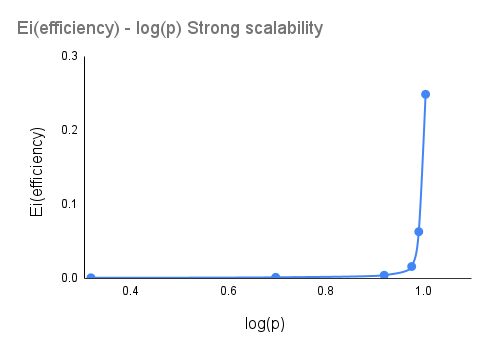 Ei(efficiency) - log(p) Strong scalability
Ei(efficiency)
0.3
0.2
0.1
0.0
0.4 0.6 0.8 1.0
log(p)